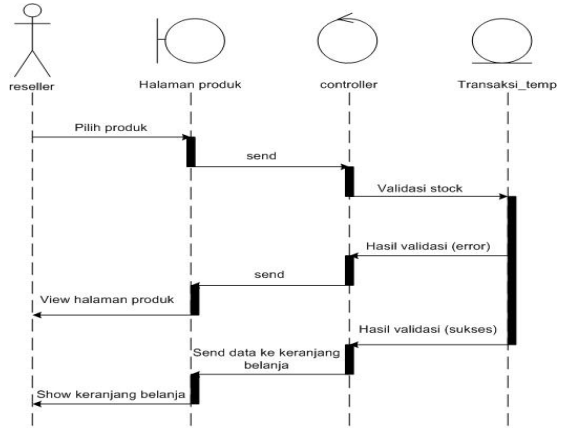 reseller
Halaman produk
controller
Transaksi_temp
Pilih produk
send
Validasi stock
Hasil validasi (error)
send
View halaman produk
Hasil validasi (sukses)
Send data ke keranjang
belanja
Show keranjang belanja